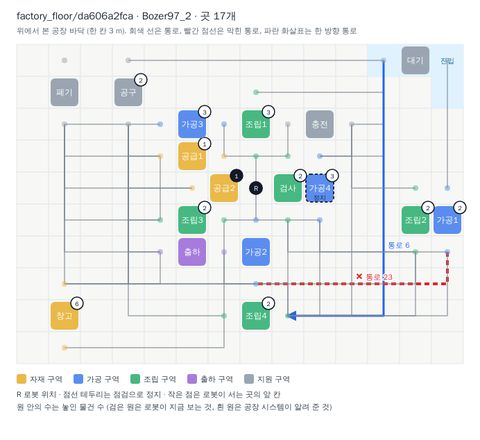 factory_floor/da606a2fca · Bozer97_2 · 곳 17개
위에서 본 공장 바닥 (한 칸 3 m). 회색 선은 통로, 빨간 점선은 막힌 통로, 파란 화살표는 한 방향 통로
대기
진입
폐기
공구
2
가공3
3
조립1
3
충전
공급1
1
공급2
1
R
검사
2
가공4
3
정지
조립3
2
조립2
2
가공1
2
출하
가공2
통로 6
✖ 통로 23
창고
6
조립4
2
자재 구역
가공 구역
조립 구역
출하 구역
지원 구역
R 로봇 위치 · 점선 테두리는 점검으로 정지 · 작은 점은 로봇이 서는 곳의 앞 칸
원 안의 수는 놓인 물건 수 (검은 원은 로봇이 지금 보는 것, 흰 원은 공장 시스템이 알려 준 것)